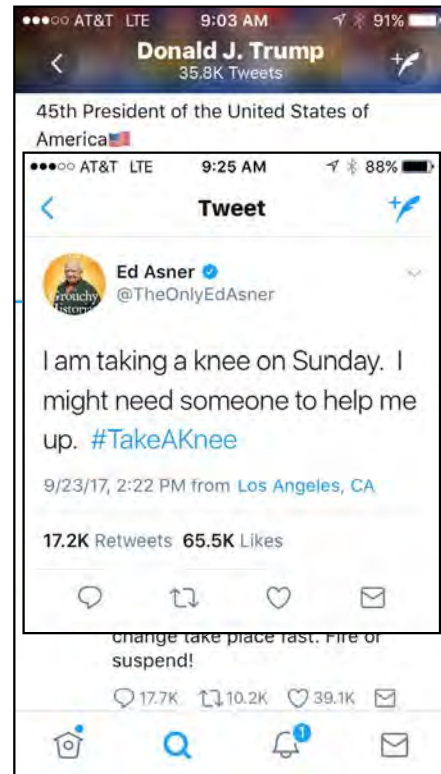 AT&T LTE 9:03 AM 91%
Donald J. Trump
35.8K Tweets
45th President of the United States of
America🇺🇸
AT&T LTE 9:25 AM 88%
Tweet
Ed Asner
@TheOnlyEdAsner
Grouchy
Historian
I am taking a knee on Sunday. I
might need someone to help me
up. #TakeAKnee
9/23/17, 2:22 PM from Los Angeles, CA
17.2K Retweets 65.5K Likes
change take place fast. Fire or
suspend!
17.7K 10.2K 39.1K
1